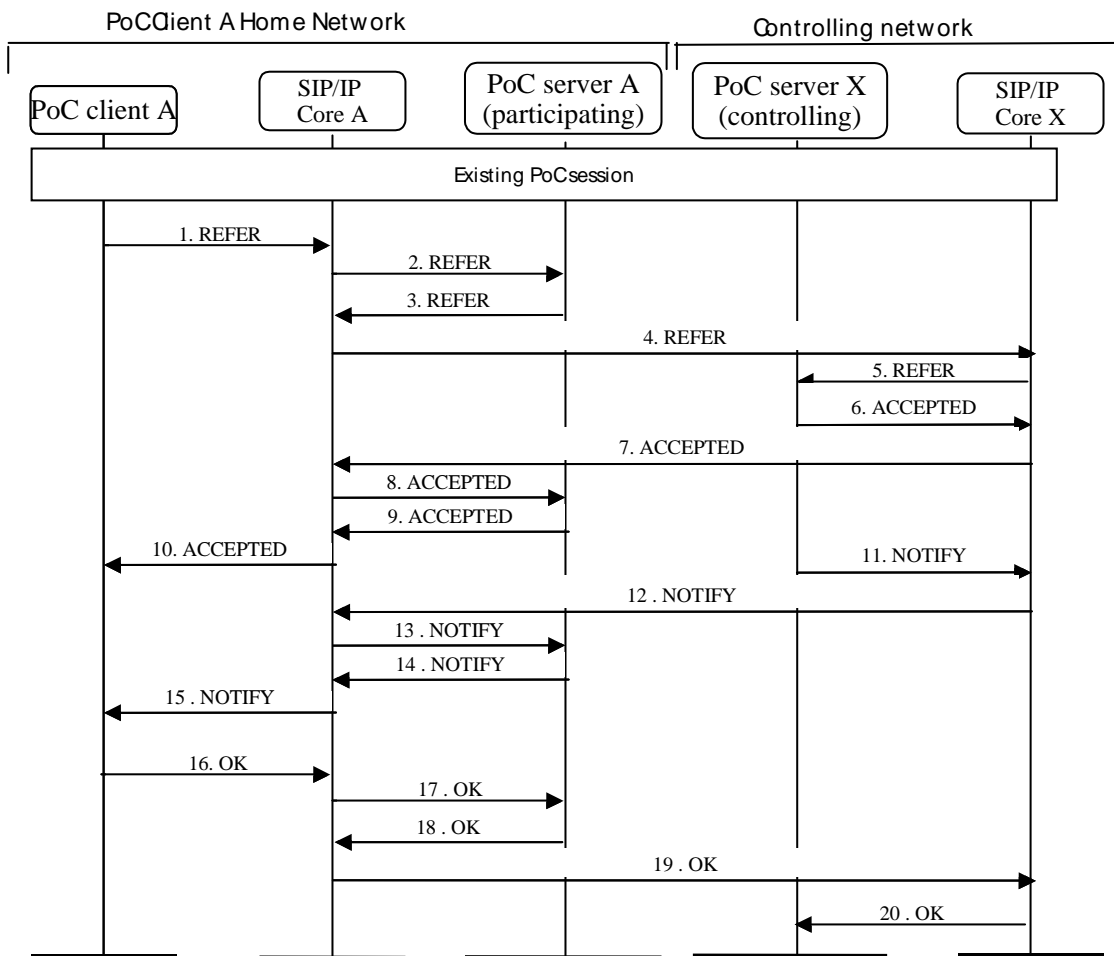 PoCClient A Home Network
Controlling network
PoC client A
SIP/IP
Core A
PoC server A
(participating)
PoC server X
(controlling)
SIP/IP
Core X
Existing PoCsession
1. REFER
2. REFER
3. REFER
4. REFER
5. REFER
6. ACCEPTED
7. ACCEPTED
8. ACCEPTED
9. ACCEPTED
10. ACCEPTED
11. NOTIFY
12 . NOTIFY
13 . NOTIFY
14 . NOTIFY
15 . NOTIFY
16. OK
17 . OK
18 . OK
19 . OK
20 . OK